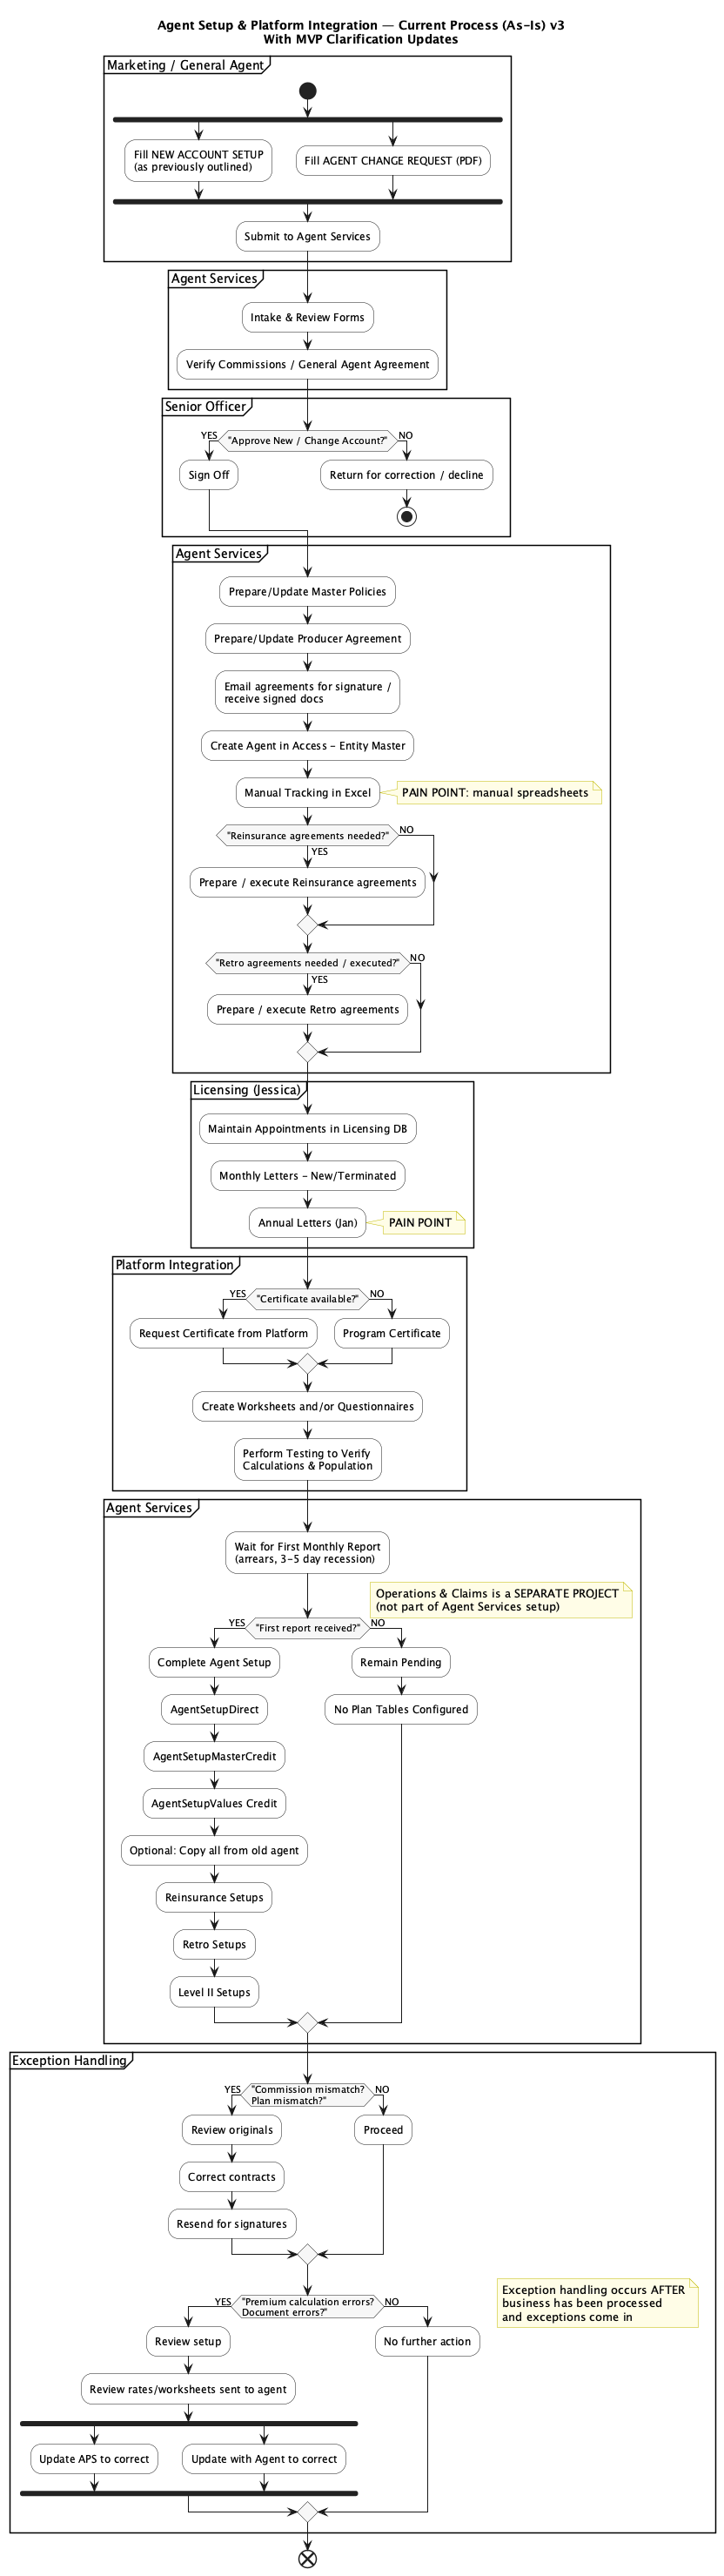 Agent Setup & Platform Integration — Current Process (As-Is) v3
With MVP Clarification Updates
Marketing / General Agent
Fill NEW ACCOUNT SETUP
(as previously outlined)
Fill AGENT CHANGE REQUEST (PDF)
Submit to Agent Services
Agent Services
Intake & Review Forms
Verify Commissions / General Agent Agreement
Senior Officer
YES
"Approve New / Change Account?"
NO
Sign Off
Return for correction / decline
Agent Services
Prepare/Update Master Policies
Prepare/Update Producer Agreement
Email agreements for signature /
receive signed docs
Create Agent in Access - Entity Master
Manual Tracking in Excel
PAIN POINT: manual spreadsheets
"Reinsurance agreements needed?"
NO
YES
Prepare / execute Reinsurance agreements
"Retro agreements needed / executed?"
NO
YES
Prepare / execute Retro agreements
Licensing (Jessica)
Maintain Appointments in Licensing DB
Monthly Letters - New/Terminated
Annual Letters (Jan)
PAIN POINT
Platform Integration
YES
"Certificate available?"
NO
Request Certificate from Platform
Program Certificate
Create Worksheets and/or Questionnaires
Perform Testing to Verify
Calculations & Population
Agent Services
Wait for First Monthly Report
(arrears, 3-5 day recession)
Operations & Claims is a SEPARATE PROJECT
(not part of Agent Services setup)
YES
"First report received?"
NO
Complete Agent Setup
Remain Pending
AgentSetupDirect
No Plan Tables Configured
AgentSetupMasterCredit
AgentSetupValues Credit
Optional: Copy all from old agent
Reinsurance Setups
Retro Setups
Level II Setups
Exception Handling
YES
"Commission mismatch?
Plan mismatch?"
NO
Review originals
Proceed
Correct contracts
Resend for signatures
YES
"Premium calculation errors?
Document errors?"
NO
Exception handling occurs AFTER
business has been processed
and exceptions come in
Review setup
No further action
Review rates/worksheets sent to agent
Update APS to correct
Update with Agent to correct